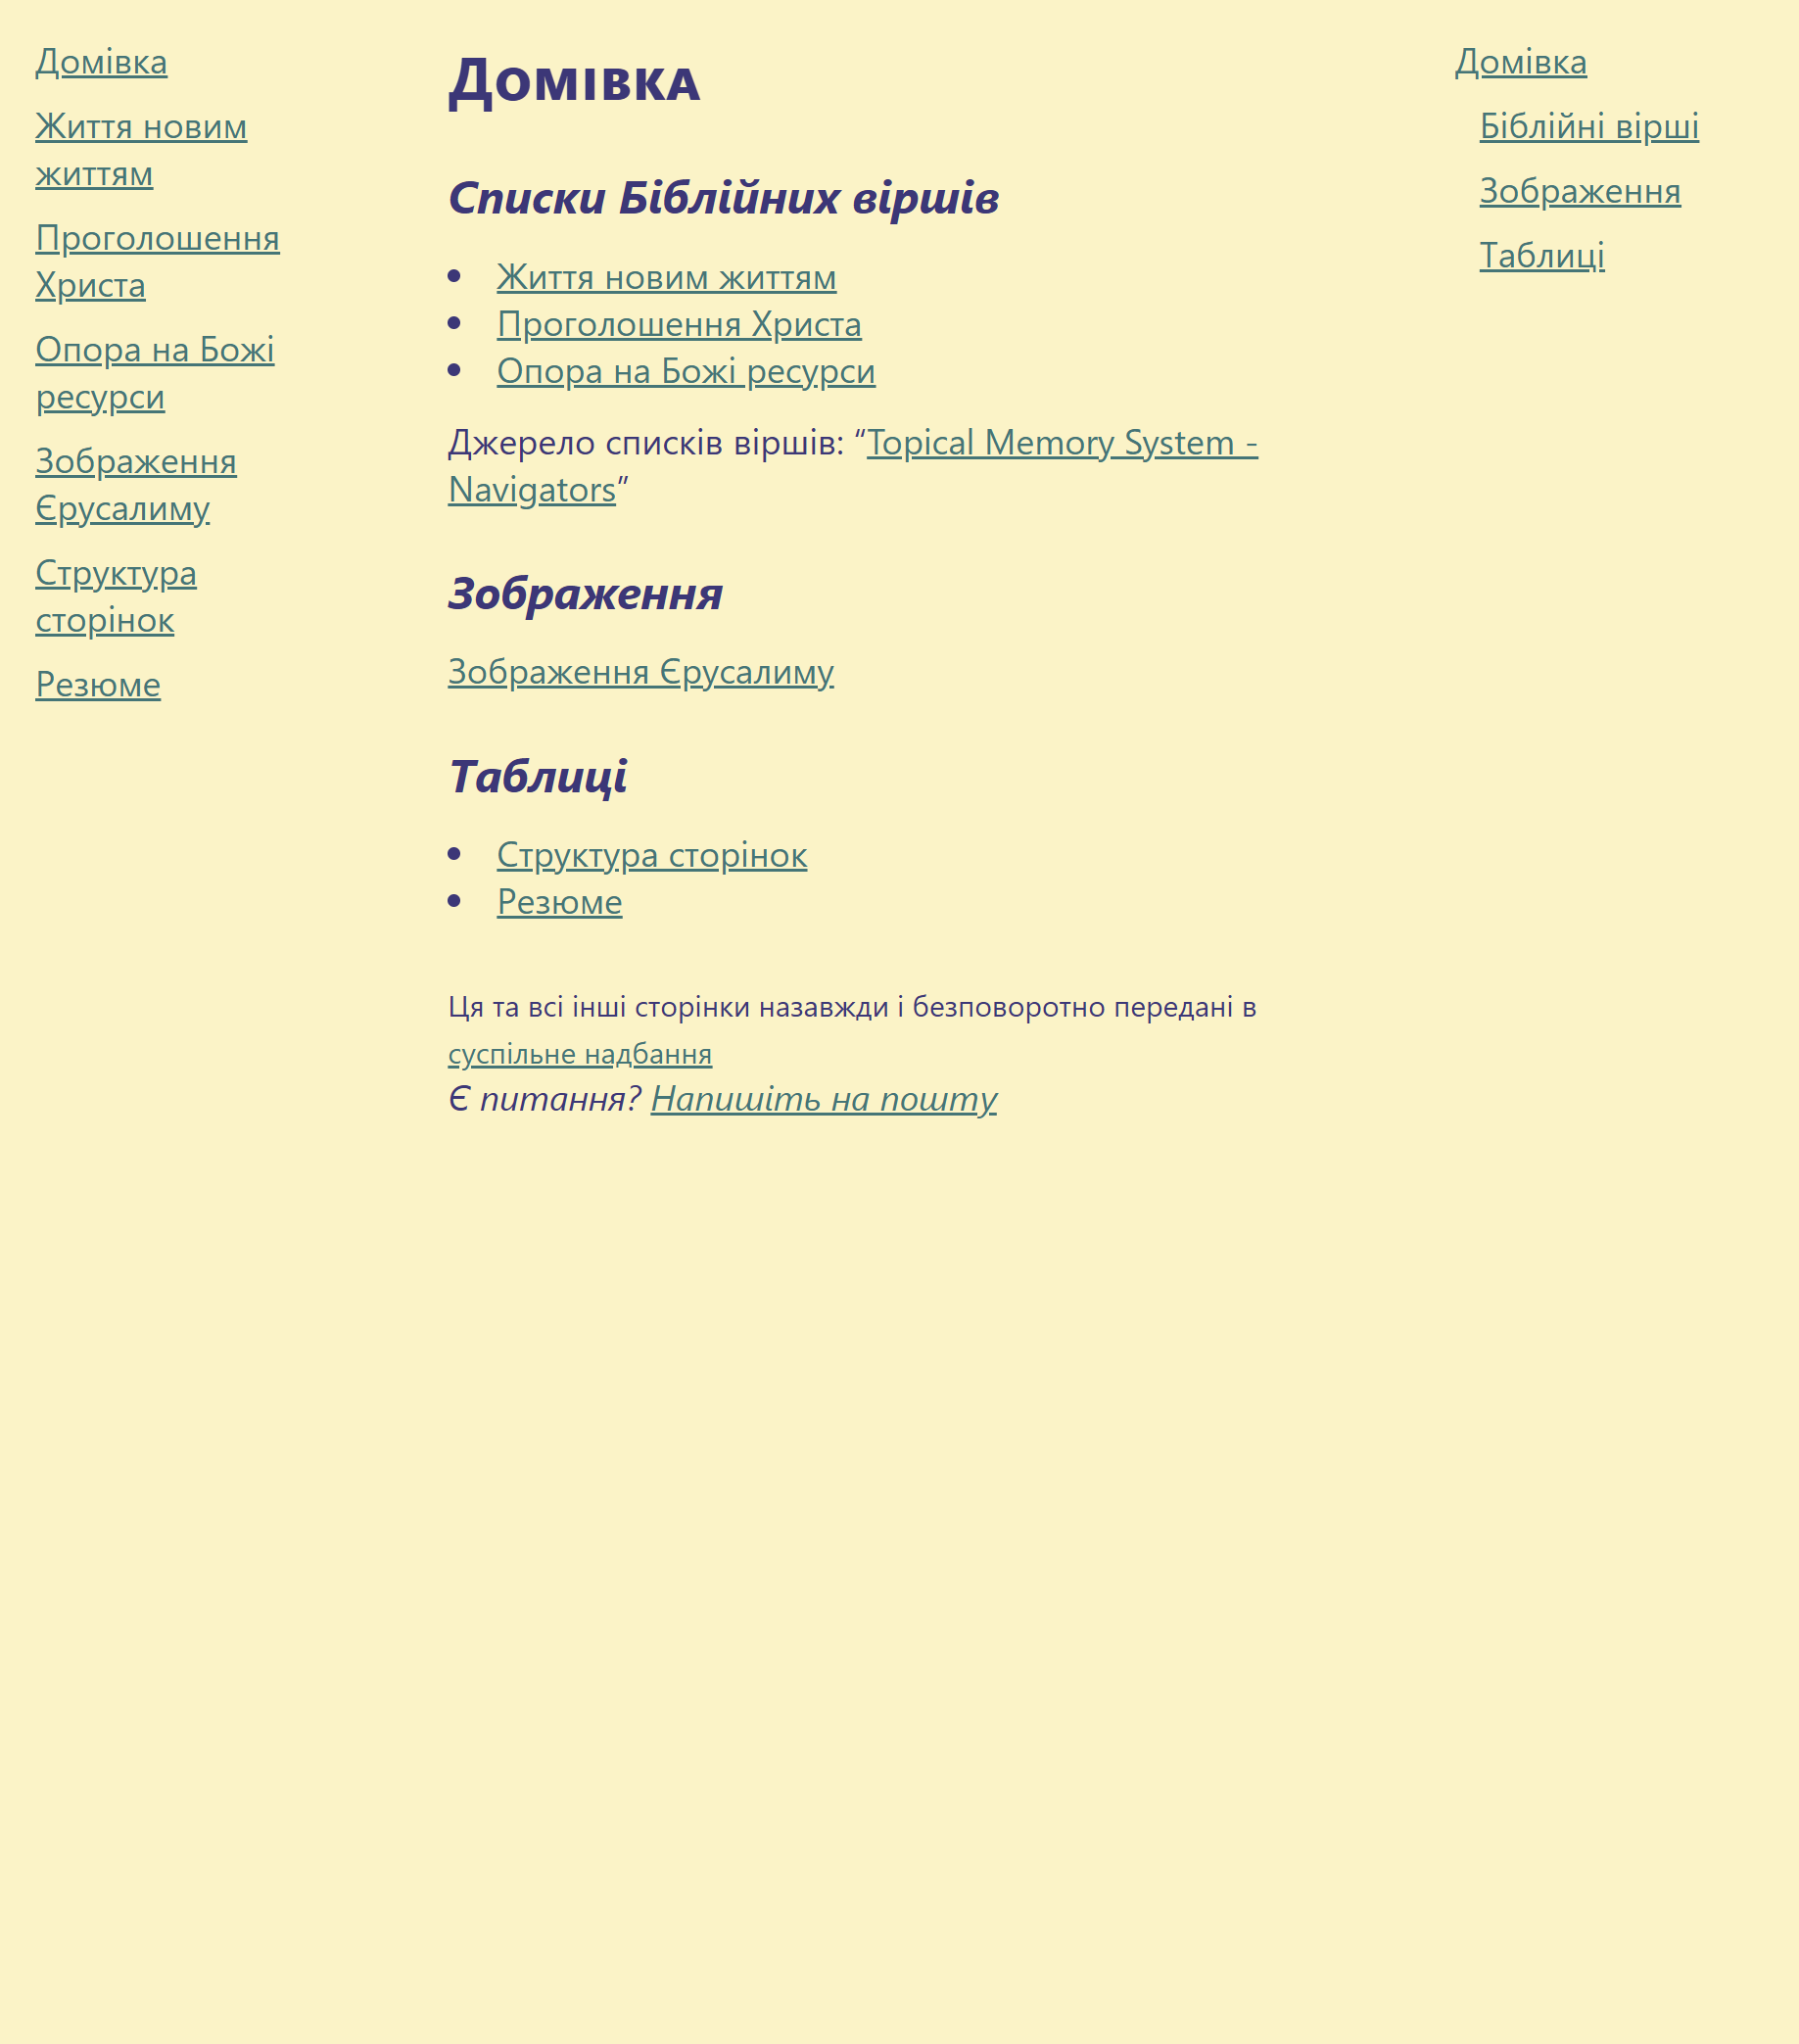 Домівка
Життя новим
життям
Проголошення
Христа
Опора на Божі
ресурси
Зображення
Єрусалиму
Структура
сторінок
Резюме
Домівка
Списки Біблійних віршів
Життя новим життям
Проголошення Христа
Опора на Божі ресурси
Джерело списків віршів: “Topical Memory System -
Navigators”
Зображення
Зображення Єрусалиму
Таблиці
Структура сторінок
Резюме
Ця та всі інші сторінки назавжди і безповоротно передані в
суспільне надбання
Є питання? Напишіть на пошту
Домівка
Біблійні вірші
Зображення
Таблиці